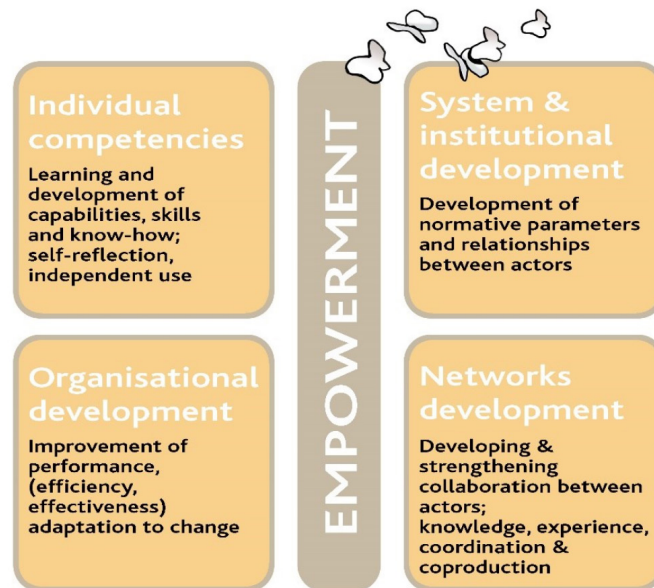 Individual
competencies
Learning and
development of
capabilities, skills
and know-how;
self-reflection,
independent use
Organisational
development
Improvement of
performance,
(efficiency,
effectiveness)
adaptation to change
EMPOWERMENT
System &
institutional
development
Development of
normative parameters
and relationships
between actors
Networks
development
Developing &
strengthening
collaboration between
actors;
knowledge, experience,
coordination &
coproduction